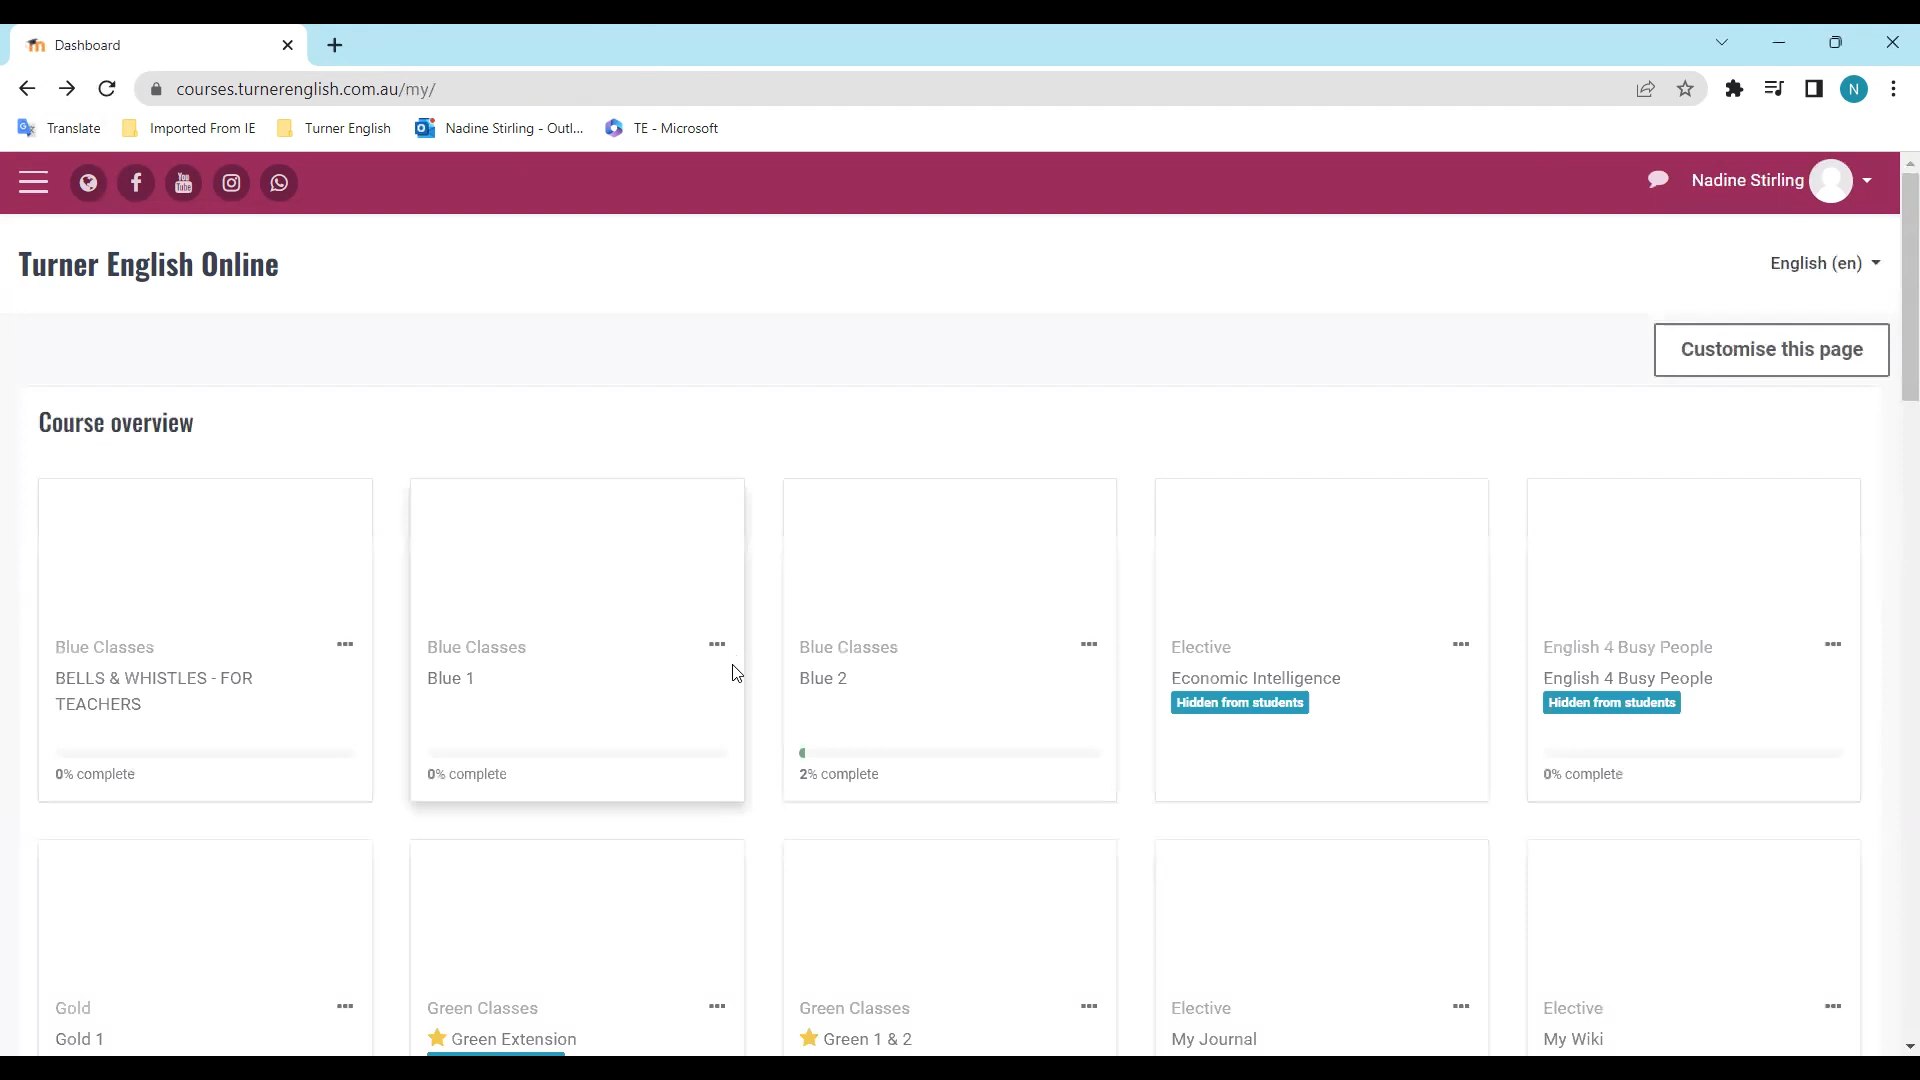 Dashboard
courses.turnerenglish.com.au/my/
N
Translate
Imported From IE
Turner English
Nadine Stirling - Outl...
TE - Microsoft
You
Tube
Nadine Stirling
Turner English Online
English (en)
Customise this page
Course overview
Blue Classes
BELLS & WHISTLES - FOR
TEACHERS
0% complete
Blue Classes
Blue 1
0% complete
Blue Classes
Blue 2
2% complete
Elective
Economic Intelligence
Hidden from students
English 4 Busy People
English 4 Busy People
Hidden from students
0% complete
Gold
Gold 1
Green Classes
Green Extension
Green Classes
Green 1 & 2
Elective
My Journal
Elective
My Wiki